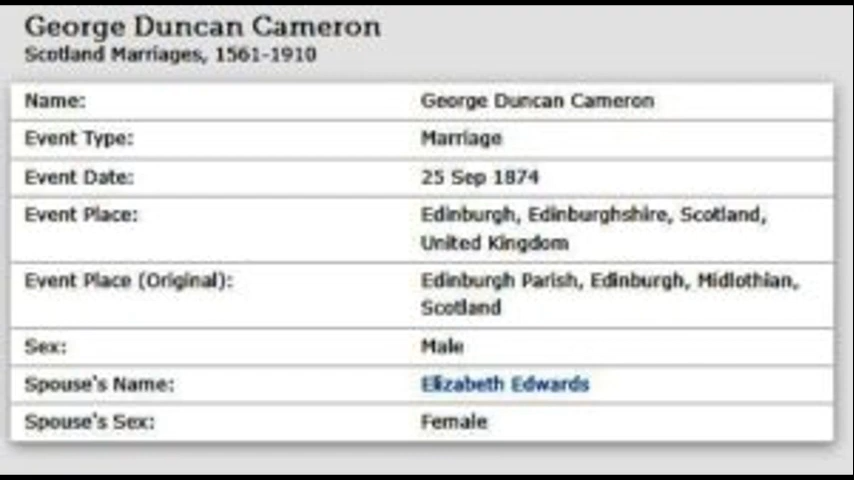 George Duncan Cameron
Scotland Marriages, 1561-1910
Name: George Duncan Cameron
Event Type: Marriage
Event Date: 25 Sep 1874
Event Place: Edinburgh, Edinburghshire, Scotland,
United Kingdom
Event Place (Original): Edinburgh Parish, Edinburgh, Midlothian,
Scotland
Sex: Male
Spouse's Name: Elizabeth Edwards
Spouse's Sex: Female